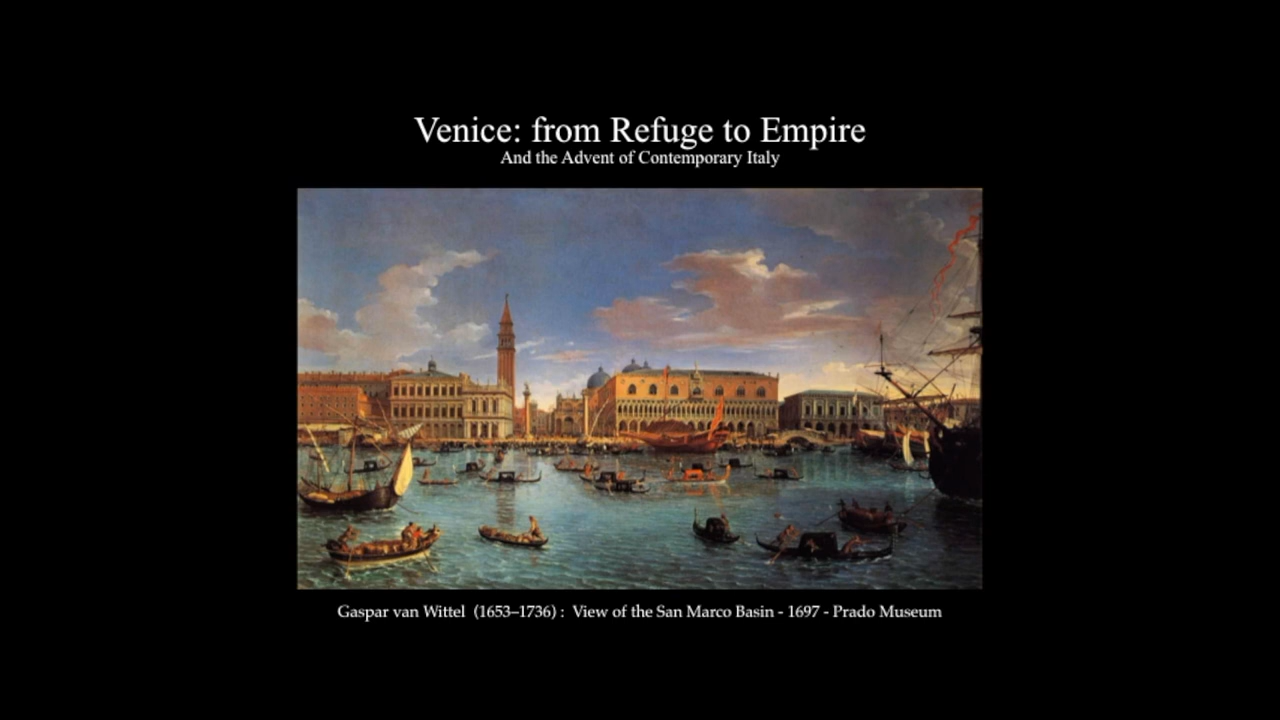 Venice: from Refuge to Empire
And the Advent of Contemporary Italy
Gaspar van Wittel (1653–1736) : View of the San Marco Basin - 1697 - Prado Museum